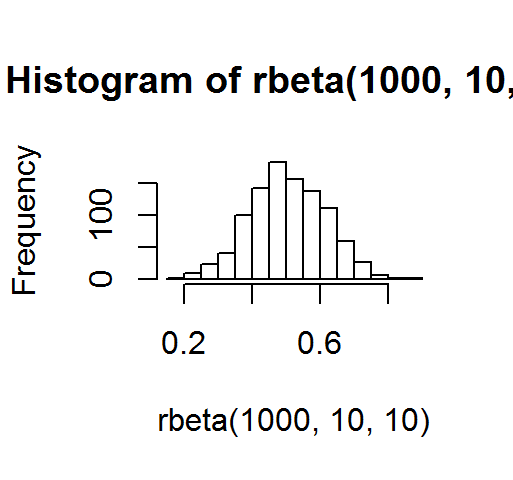 Histogram of rbeta(1000, 10,
Frequency
0 100
0.2 0.6
rbeta(1000, 10, 10)